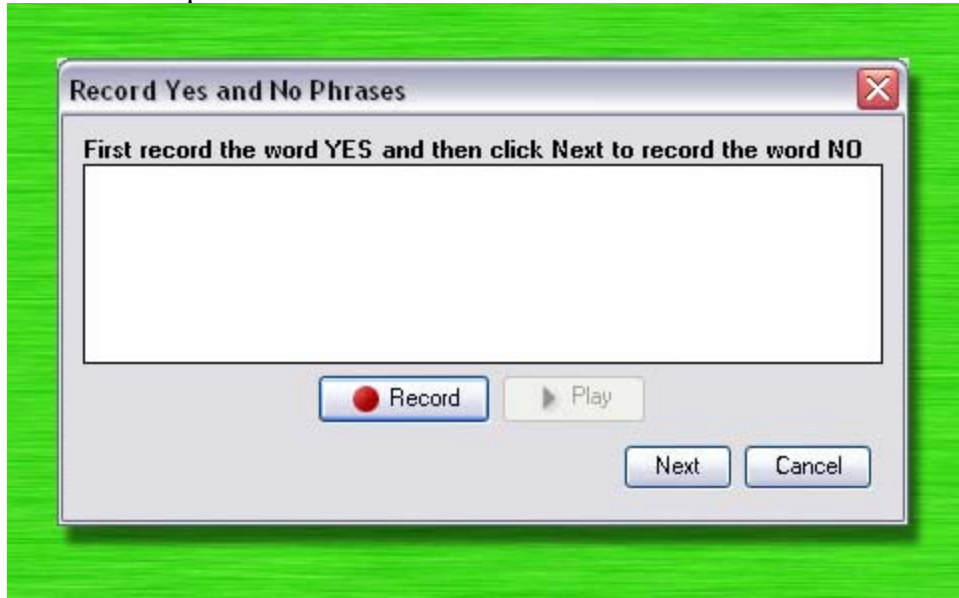 Record Yes and No Phrases
First record the word YES and then click Next to record the word NO
Record Play
Next Cancel